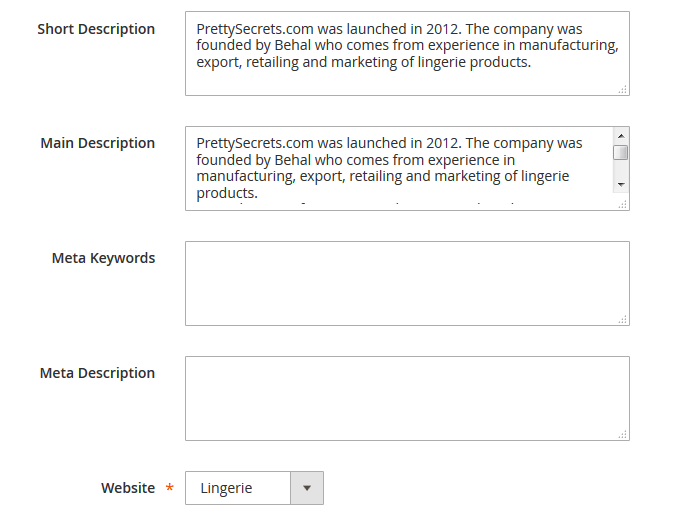 Short Description
PrettySecrets.com was launched in 2012. The company was
founded by Behal who comes from experience in manufacturing,
export, retailing and marketing of lingerie products.
Main Description
PrettySecrets.com was launched in 2012. The company was
founded by Behal who comes from experience in
manufacturing, export, retailing and marketing of lingerie
products.
Meta Keywords
Meta Description
Website *
Lingerie